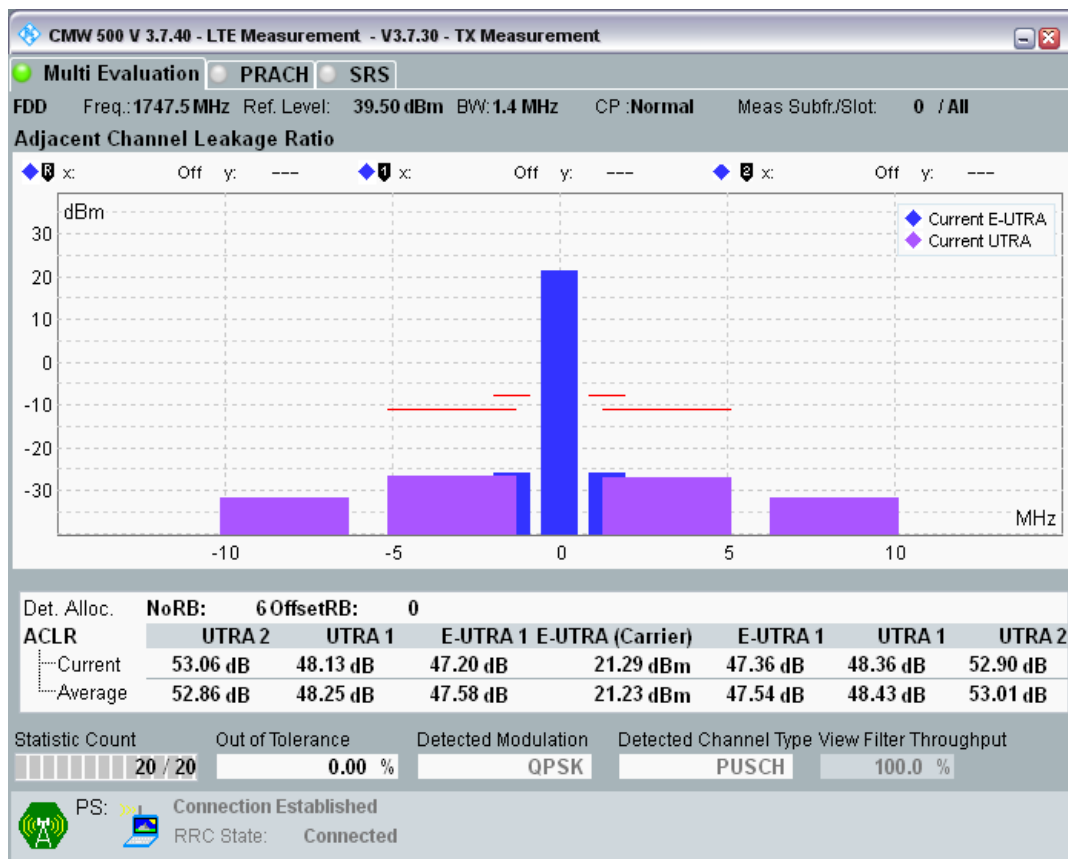 CMW 500 V 3.7.40 - LTE Measurement - V3.7.30 - TX Measurement
Multi Evaluation PRACH SRS
FDD Freq.: 1747.5 MHz Ref. Level: 39.50 dBm BW: 1.4 MHz CP : Normal Meas Subfr./Slot: 0 / All
Adjacent Channel Leakage Ratio
R x: Off y: --- 1 x: Off y: --- 2 x: Off y: ---
dBm
Current E-UTRA
Current UTRA
30
20
10
0
-10
-20
-30
MHz
-10 -5 0 5 10
Det. Alloc. NoRB: 6 OffsetRB: 0
ACLR UTRA 2 UTRA 1 E-UTRA 1 E-UTRA (Carrier) E-UTRA 1 UTRA 1 UTRA 2
Current 53.06 dB 48.13 dB 47.20 dB 21.29 dBm 47.36 dB 48.36 dB 52.90 dB
Average 52.86 dB 48.25 dB 47.58 dB 21.23 dBm 47.54 dB 48.43 dB 53.01 dB
Statistic Count Out of Tolerance Detected Modulation Detected Channel Type View Filter Throughput
20 / 20 0.00 % QPSK PUSCH 100.0 %
PS: Connection Established
RRC State: Connected